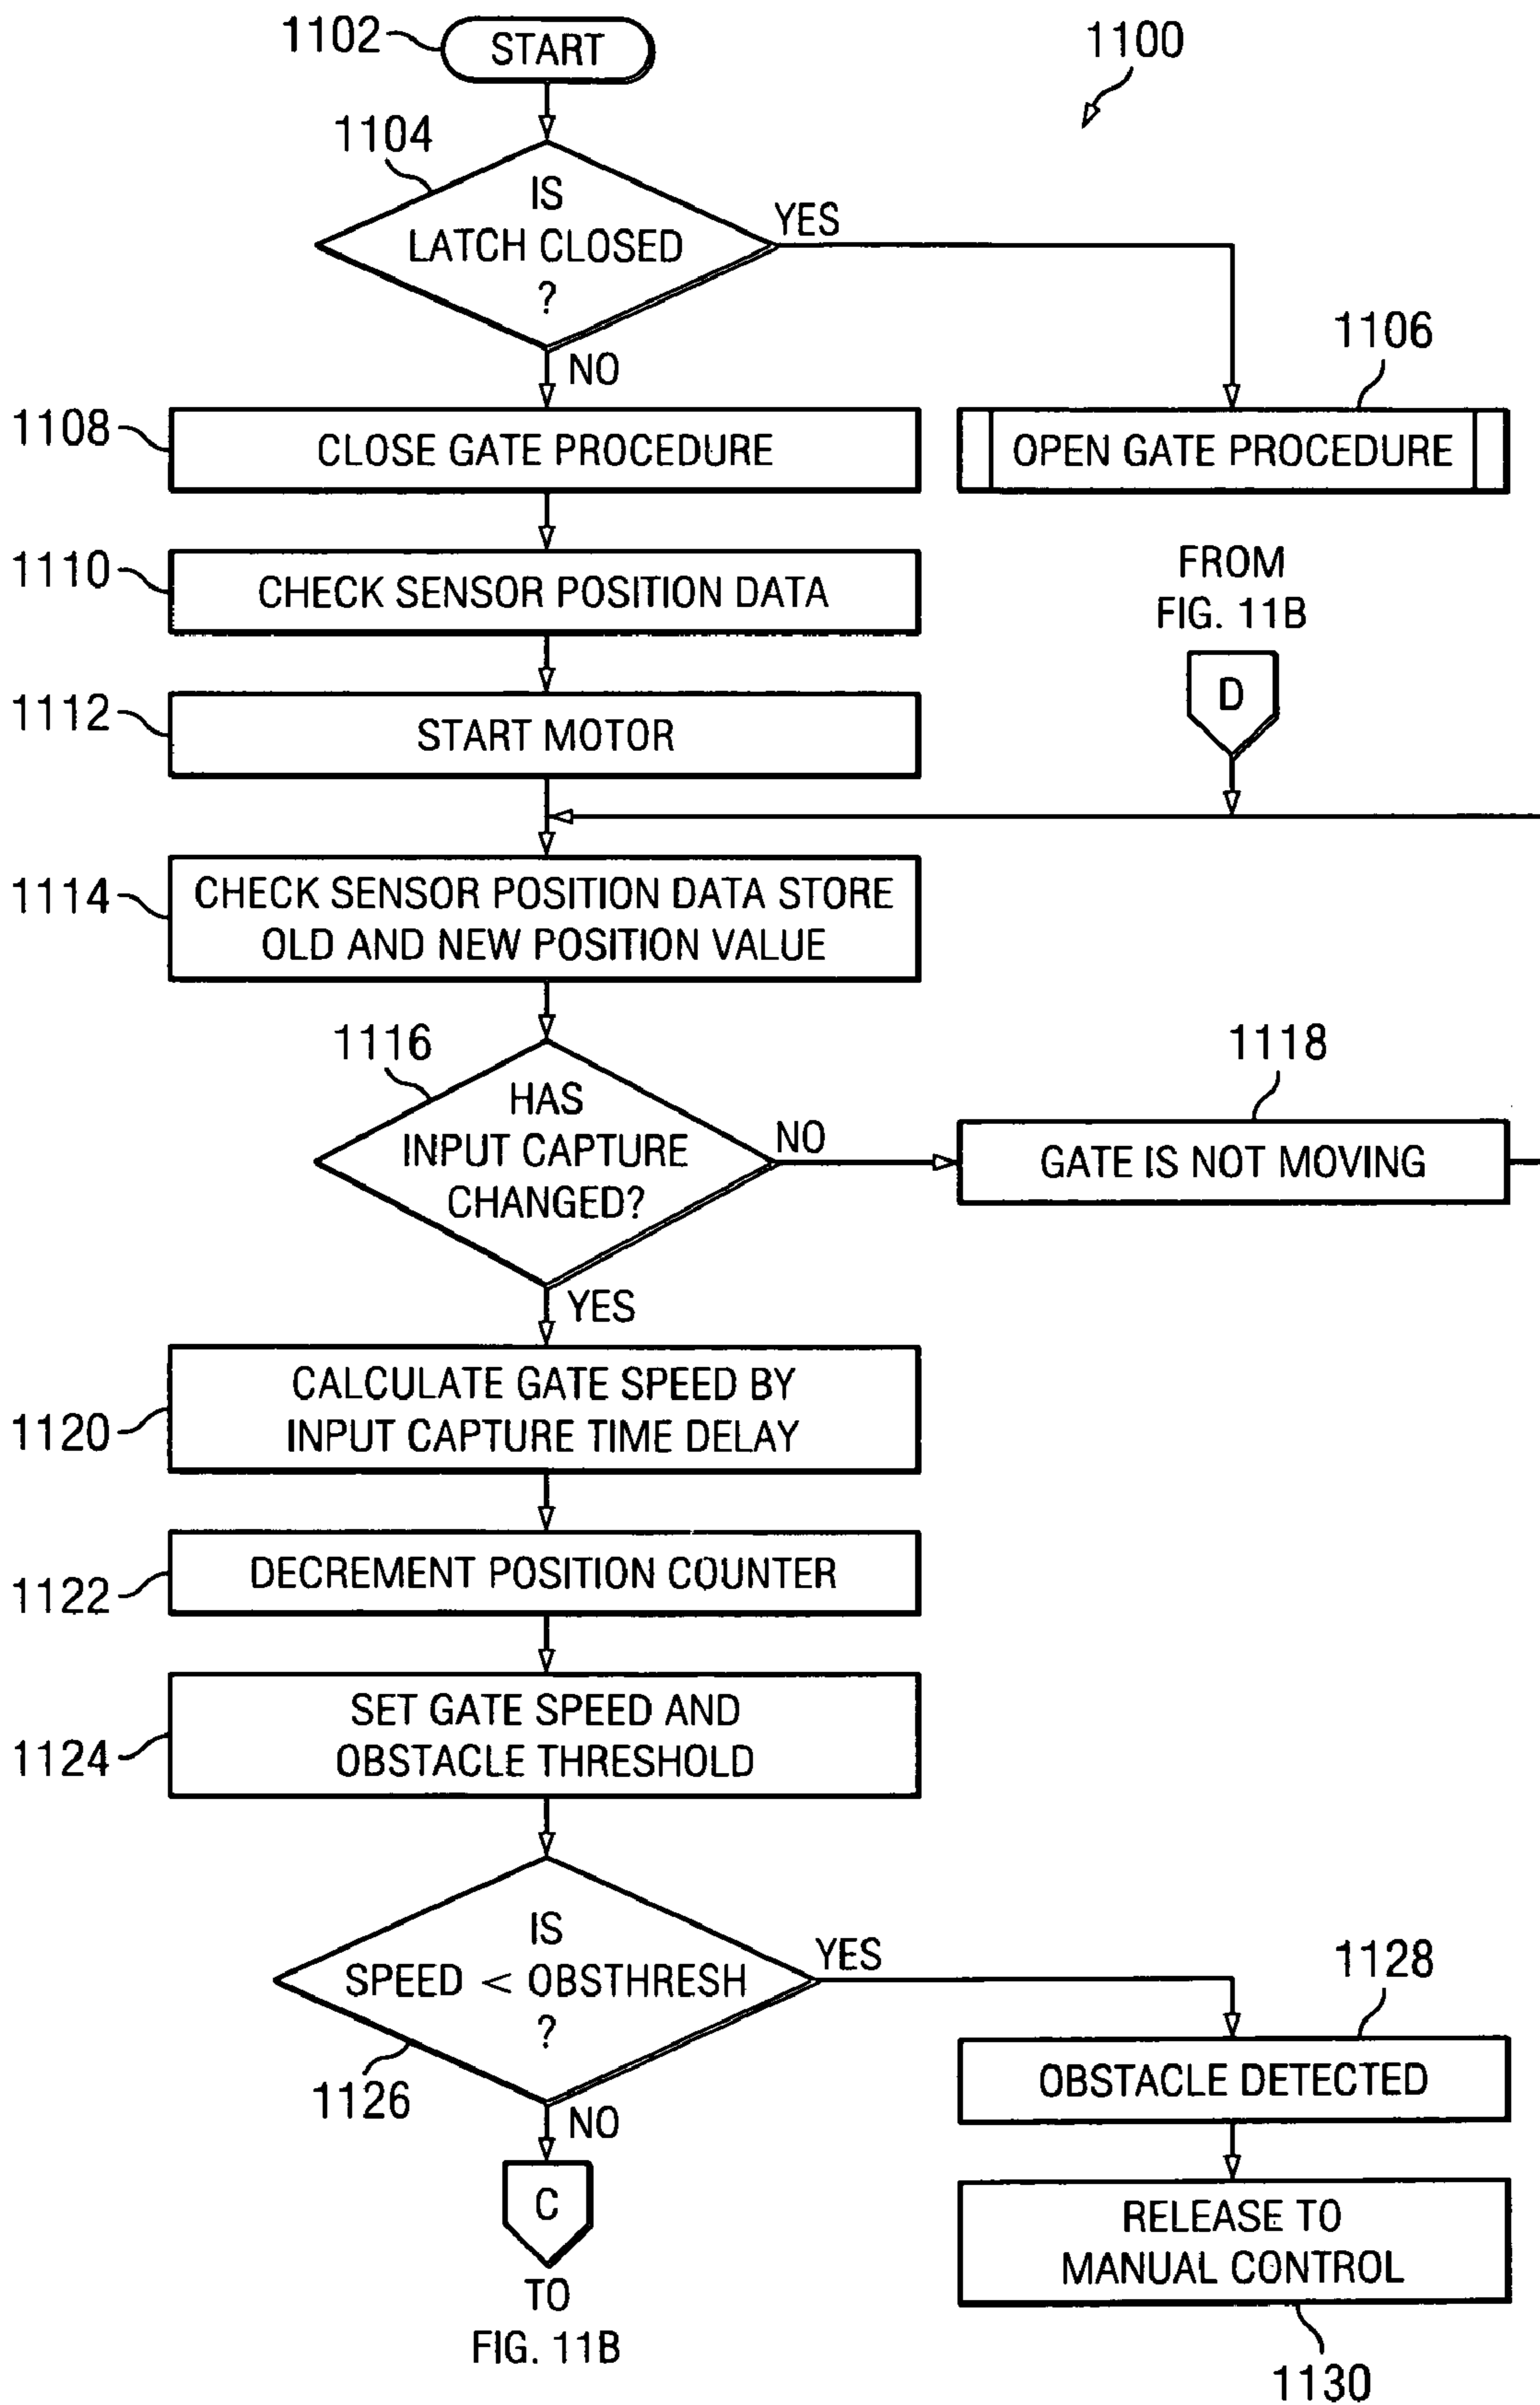 1102
START
1100
1104
IS
LATCH CLOSED
?
YES
NO
1106
1108
CLOSE GATE PROCEDURE
OPEN GATE PROCEDURE
1110
CHECK SENSOR POSITION DATA
FROM
FIG. 11B
D
1112
START MOTOR
1114
CHECK SENSOR POSITION DATA STORE
OLD AND NEW POSITION VALUE
1116
HAS
INPUT CAPTURE
CHANGED?
NO
YES
1118
GATE IS NOT MOVING
1120
CALCULATE GATE SPEED BY
INPUT CAPTURE TIME DELAY
1122
DECREMENT POSITION COUNTER
1124
SET GATE SPEED AND
OBSTACLE THRESHOLD
IS
SPEED < OBSTHRESH
?
YES
1126
NO
1128
OBSTACLE DETECTED
C
TO
FIG. 11B
RELEASE TO
MANUAL CONTROL
1130